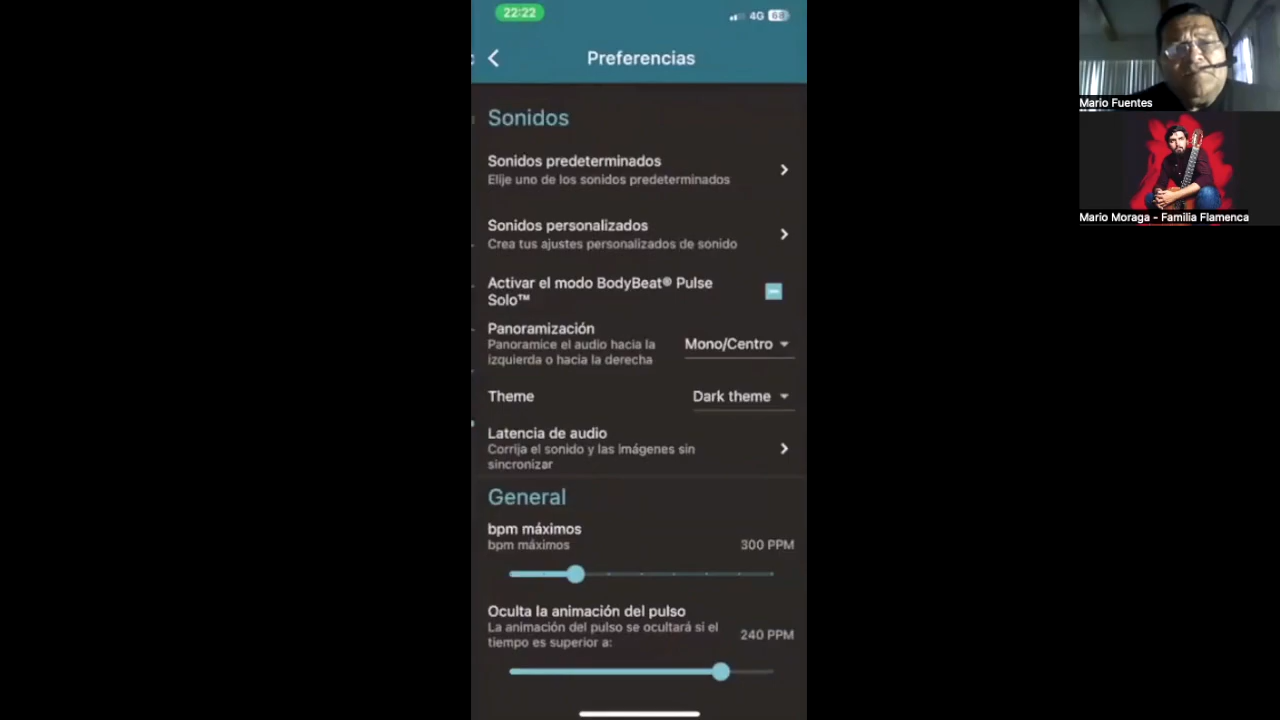 22:22
4G 68
Preferencias
Sonidos
Sonidos predeterminados
Elije uno de los sonidos predeterminados
Sonidos personalizados
Crea tus ajustes personalizados de sonido
Activar el modo BodyBeat® Pulse
Solo™
Panoramización
Panoramice el audio hacia la
izquierda o hacia la derecha
Mono/Centro
Theme
Dark theme
Latencia de audio
Corrija el sonido y las imágenes sin
sincronizar
General
bpm máximos
bpm máximos
300 PPM
Oculta la animación del pulso
La animación del pulso se ocultará si el
tiempo es superior a:
240 PPM
Mario Fuentes
Mario Moraga - Familia Flamenca